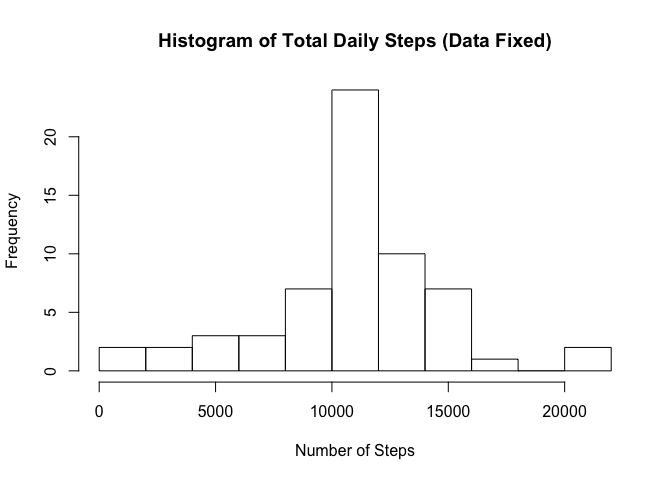 Histogram of Total Daily Steps (Data Fixed)
Frequency
20
15
10
5
0
0 5000 10000 15000 20000
Number of Steps